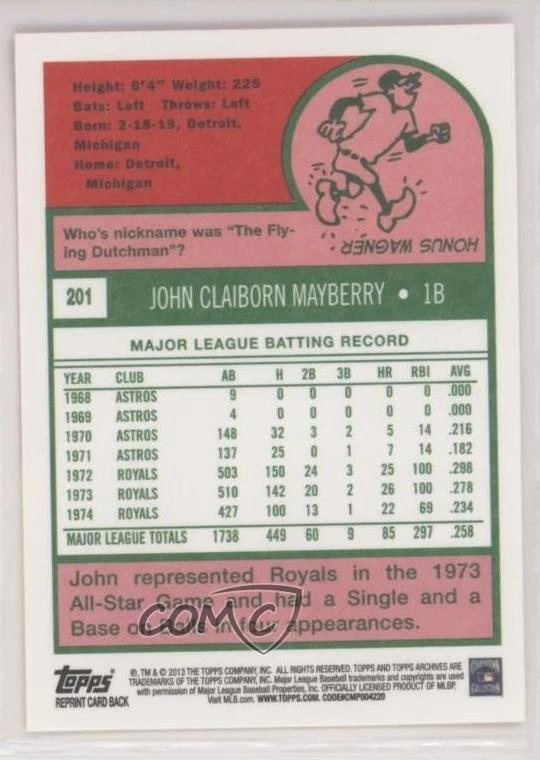 Height: 6'4" Weight: 225
Bats: Left Throws: Left
Born: 2-18-19, Detroit,
Michigan
Home: Detroit,
Michigan
Who's nickname was "The Fly-
ing Dutchman"?
HONUS WAGNER.
201 JOHN CLAIBORN MAYBERRY • 1B
MAJOR LEAGUE BATTING RECORD
YEAR CLUB AB H 2B 3B HR RBI AVG
1968 ASTROS 9 0 0 0 0 0 .000
1969 ASTROS 4 0 0 0 0 0 .000
1970 ASTROS 148 32 3 2 5 14 .216
1971 ASTROS 137 25 0 1 7 14 .182
1972 ROYALS 503 150 24 3 25 100 .298
1973 ROYALS 510 142 20 2 26 100 .278
1974 ROYALS 427 100 13 1 22 69 .234
MAJOR LEAGUE TOTALS 1738 449 60 9 85 297 .258
John represented Royals in the 1973
All-Star Game and had a Single and a
Base on Balls in four appearances.
COMC
Topps
REPRINT CARD BACK
®, TM & © 2013 THE TOPPS COMPANY, INC. ALL RIGHTS RESERVED. TOPPS AND TOPPS ARCHIVES ARE
TRADEMARKS OF THE TOPPS COMPANY, INC. Major League Baseball trademarks and copyrights are used
with permission of Major League Baseball Properties, Inc. OFFICIALLY LICENSED PRODUCT OF MLBP.
Visit MLB.com. WWW.TOPPS.COM. CODE#CMP004220
COOPERSTOWN
COLLECTION